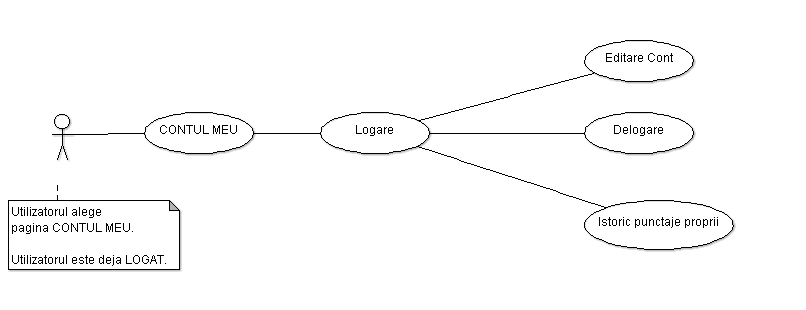 Editare Cont
CONTUL MEU
Logare
Delogare
Utilizatorul alege
pagina CONTUL MEU.
Utilizatorul este deja LOGAT.
Istoric punctaje proprii